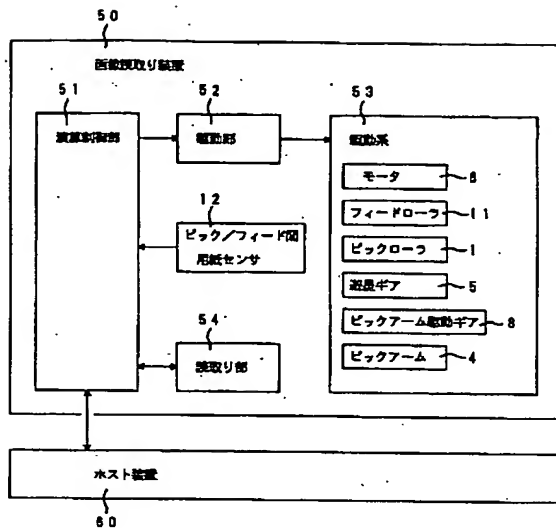 50
画像読取り装置
51
演算制御部
52
駆動部
53
駆動系
モータ
6
フィードローラ
11
ピックローラ
1
遊星ギア
5
ピックアーム駆動ギア
8
ピックアーム
4
12
ピック／フィード間
用紙センサ
54
読取り部
ホスト装置
60